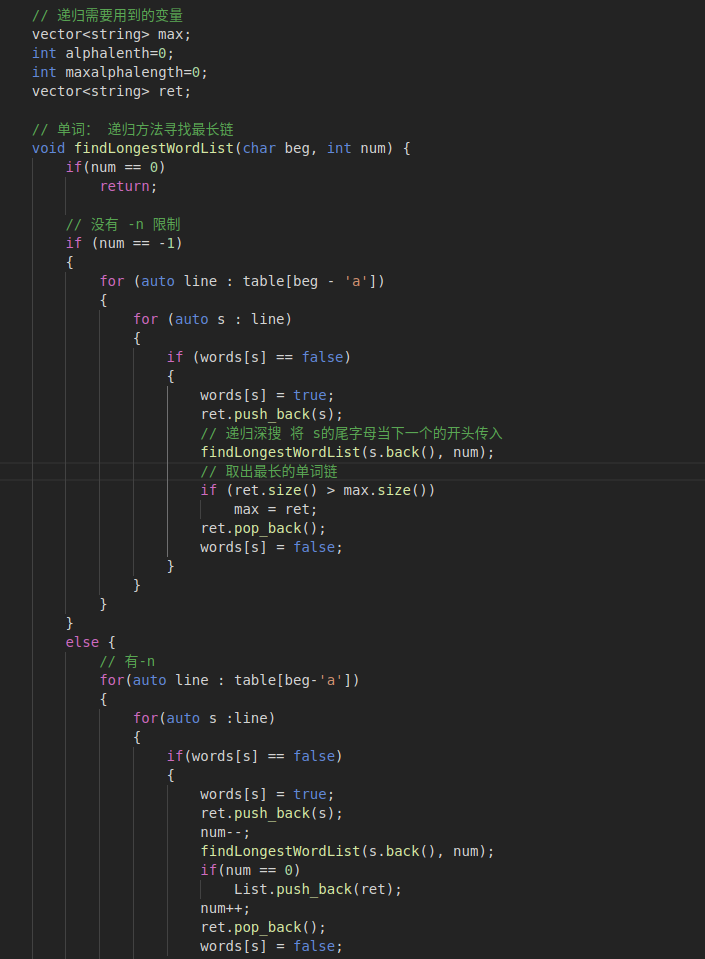 // 递归需要用到的变量
vector<string> max;
int alphalenth=0;
int maxalphalength=0;
vector<string> ret;
// 单词： 递归方法寻找最长链
void findLongestWordList(char beg, int num) {
if(num == 0)
return;
// 没有 -n 限制
if (num == -1)
{
for (auto line : table[beg - 'a'])
{
for (auto s : line)
{
if (words[s] == false)
{
words[s] = true;
ret.push_back(s);
// 递归深搜 将 s的尾字母当下一个的开头传入
findLongestWordList(s.back(), num);
// 取出最长的单词链
if (ret.size() > max.size())
max = ret;
ret.pop_back();
words[s] = false;
}
}
}
}
else {
// 有-n
for(auto line : table[beg-'a'])
{
for(auto s :line)
{
if(words[s] == false)
{
words[s] = true;
ret.push_back(s);
num--;
findLongestWordList(s.back(), num);
if(num == 0)
List.push_back(ret);
num++;
ret.pop_back();
words[s] = false;